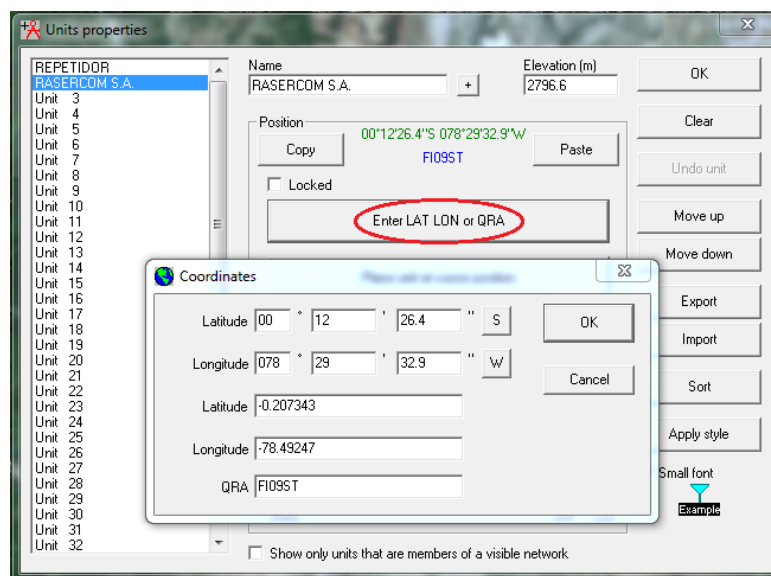 Units properties
REPETIDOR
RASERCOM S.A.
Unit 3
Unit 4
Unit 5
Unit 6
Unit 7
Unit 8
Unit 9
Unit 10
Unit 11
Unit 12
Unit 13
Unit 14
Unit 15
Unit 16
Unit 17
Unit 18
Unit 19
Unit 20
Unit 21
Unit 22
Unit 23
Unit 24
Unit 25
Unit 26
Unit 27
Unit 28
Unit 29
Unit 30
Unit 31
Unit 32
Name
RASERCOM S.A.
+
Elevation (m)
2796.6
Position
Copy
00°12'26.4"S 078°29'32.9"W
FI09ST
Paste
Locked
Enter LAT LON or QRA
Place unit at cursor position
Coordinates
Latitude 00 ° 12 ' 26.4 " S
Longitude 078 ° 29 ' 32.9 " W
Latitude -0.207343
Longitude -78.49247
QRA FI09ST
OK
Cancel
Show only units that are members of a visible network
OK
Clear
Undo unit
Move up
Move down
Export
Import
Sort
Apply style
Small font
Example